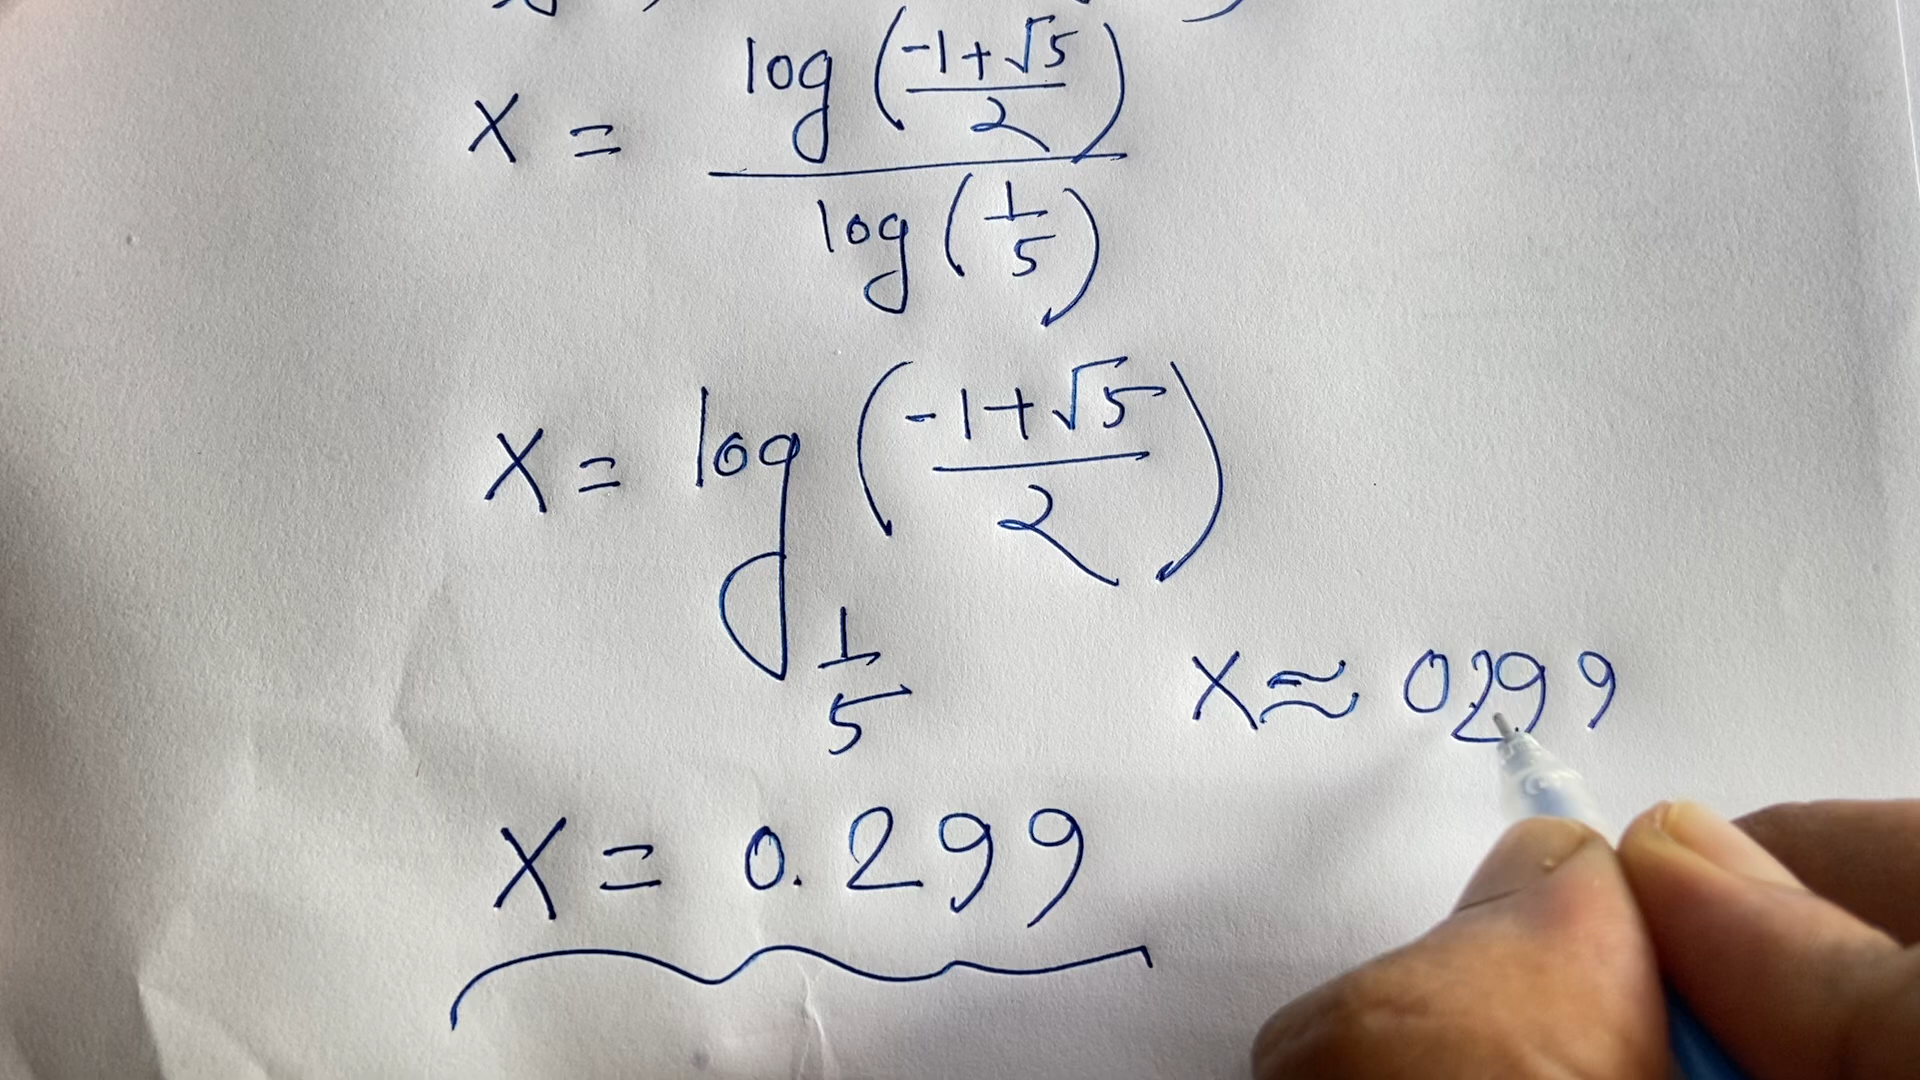 x = log((-1+√5)/2) / log(1/5)
x = log_{1/5}((-1+√5)/2)
x ≈ 0299
x = 0.299